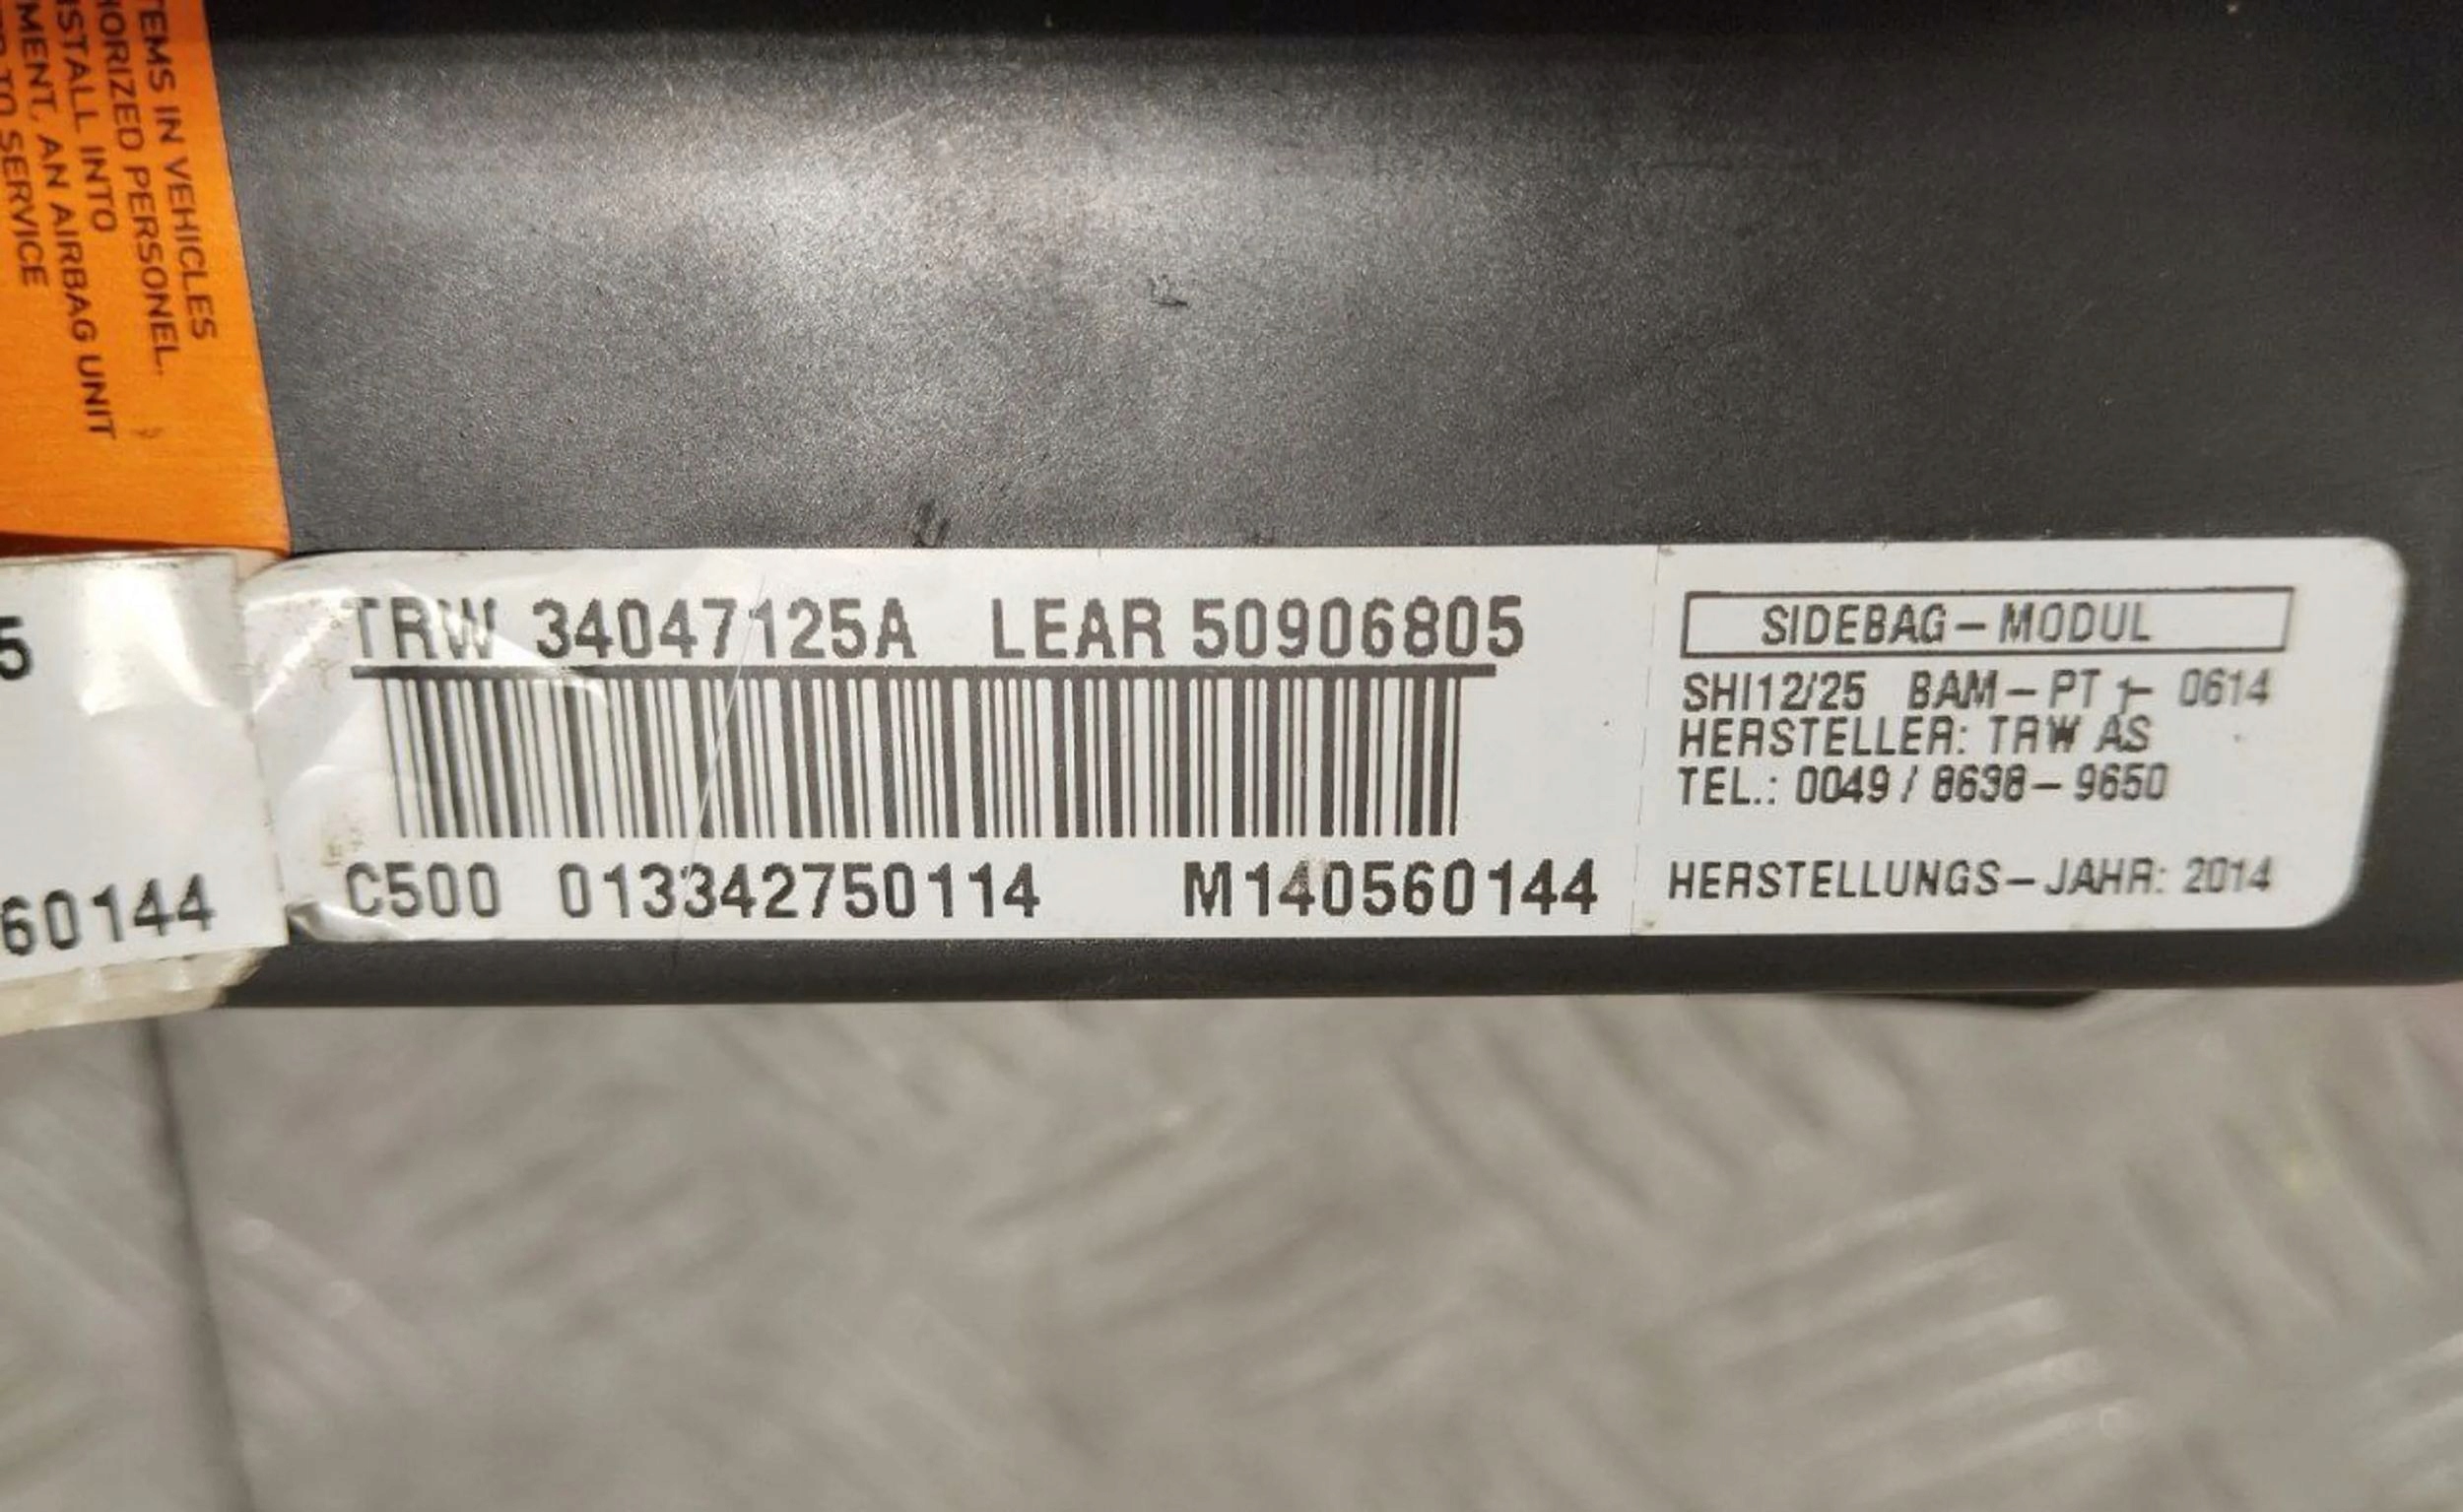 TEMS IN VEHICLES
HORIZED PERSONEL.
STALL INTO
MENT, AN AIRBAG UNIT
TO SERVICE
5
60144
TRW 34047125A LEAR 50906805
C500 013342750114 M140560144
SIDEBAG-MODUL
SHI12/25 BAM-PT 1- 0614
HERSTELLER: TRW AS
TEL.: 0049 / 8638-9650
HERSTELLUNGS-JAHR: 2014